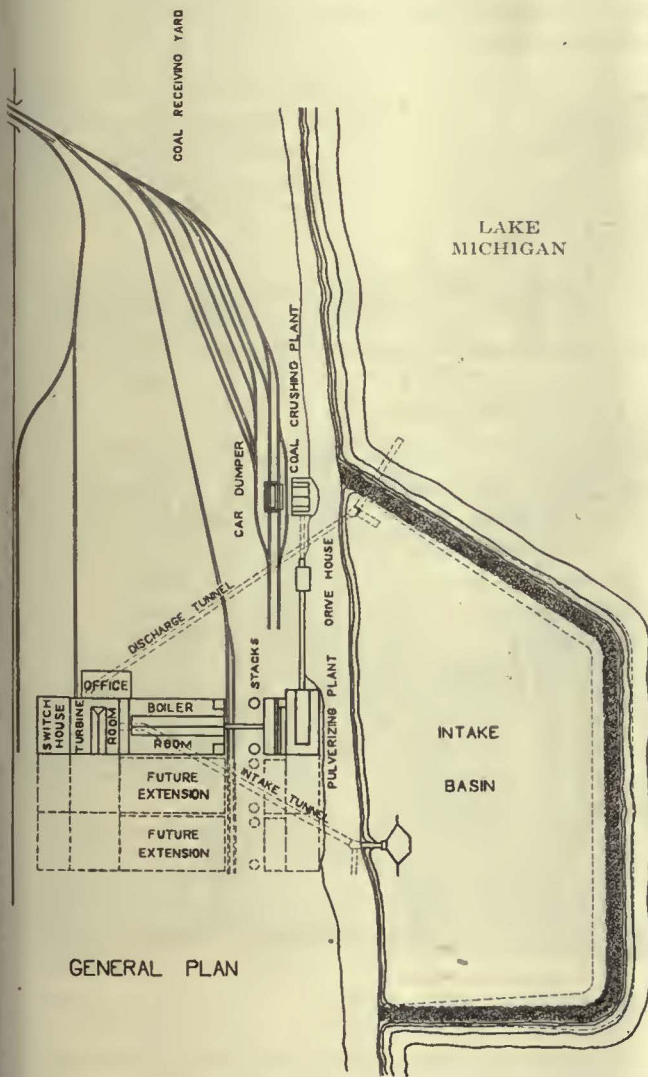 COAL RECEIVING YARD
LAKE
MICHIGAN
COAL CRUSHING PLANT
CAR DUMPER
DISCHARGE TUNNEL
DRIVE HOUSE
OFFICE
STACKS
SWITCH
HOUSE
TURBINE
ROOM
BOILER
ROOM
PULVERIZING PLANT
INTAKE
BASIN
FUTURE
EXTENSION
INTAKE TUNNEL
FUTURE
EXTENSION
GENERAL PLAN